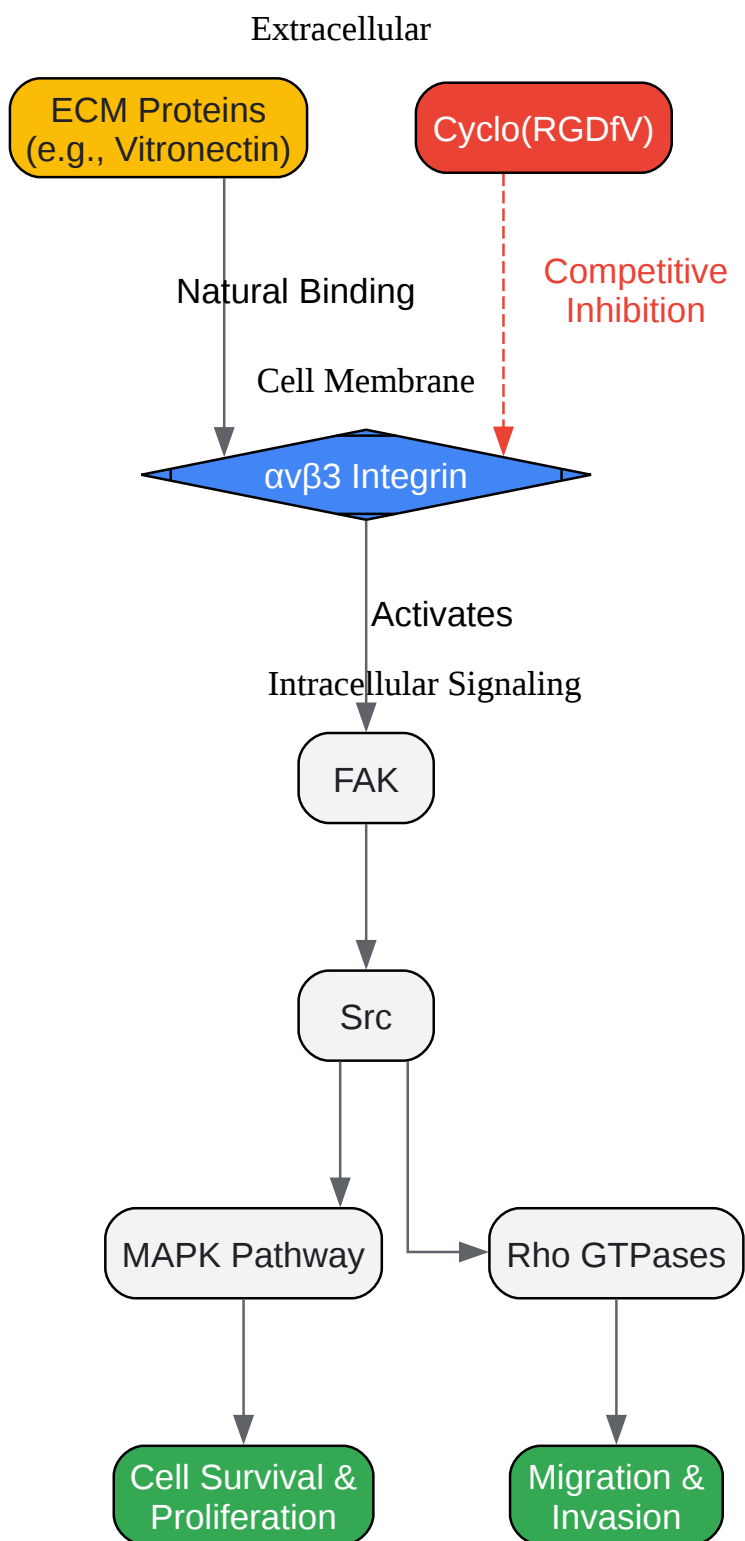 Extracellular
ECM Proteins
(e.g., Vitronectin)
Cyclo(RGDfV)
Natural Binding
Competitive
Inhibition
Cell Membrane
αvβ3 Integrin
Activates
Intracellular Signaling
FAK
Src
MAPK Pathway
Rho GTPases
Cell Survival &
Proliferation
Migration &
Invasion